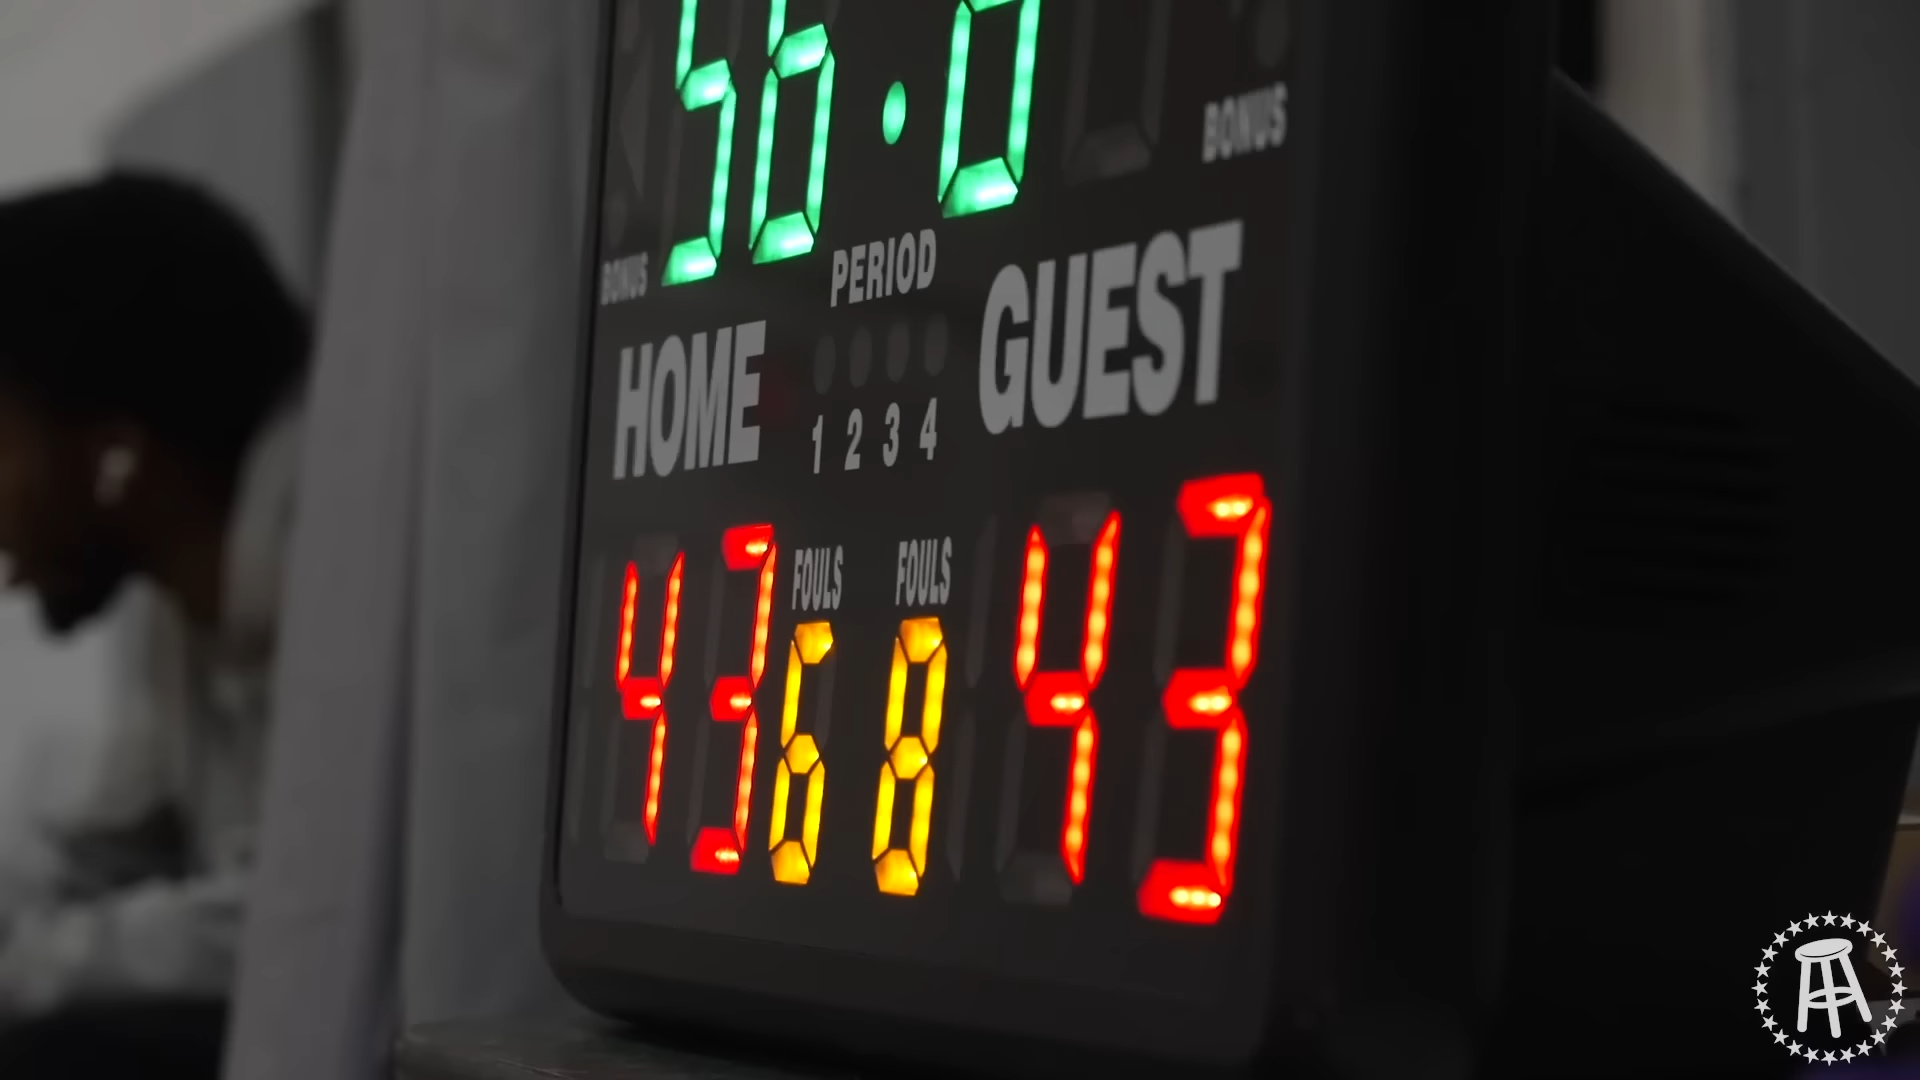 56.0
BONUS
BONUS
PERIOD
HOME
GUEST
1 2 3 4
FOULS
FOULS
43
6
8
43